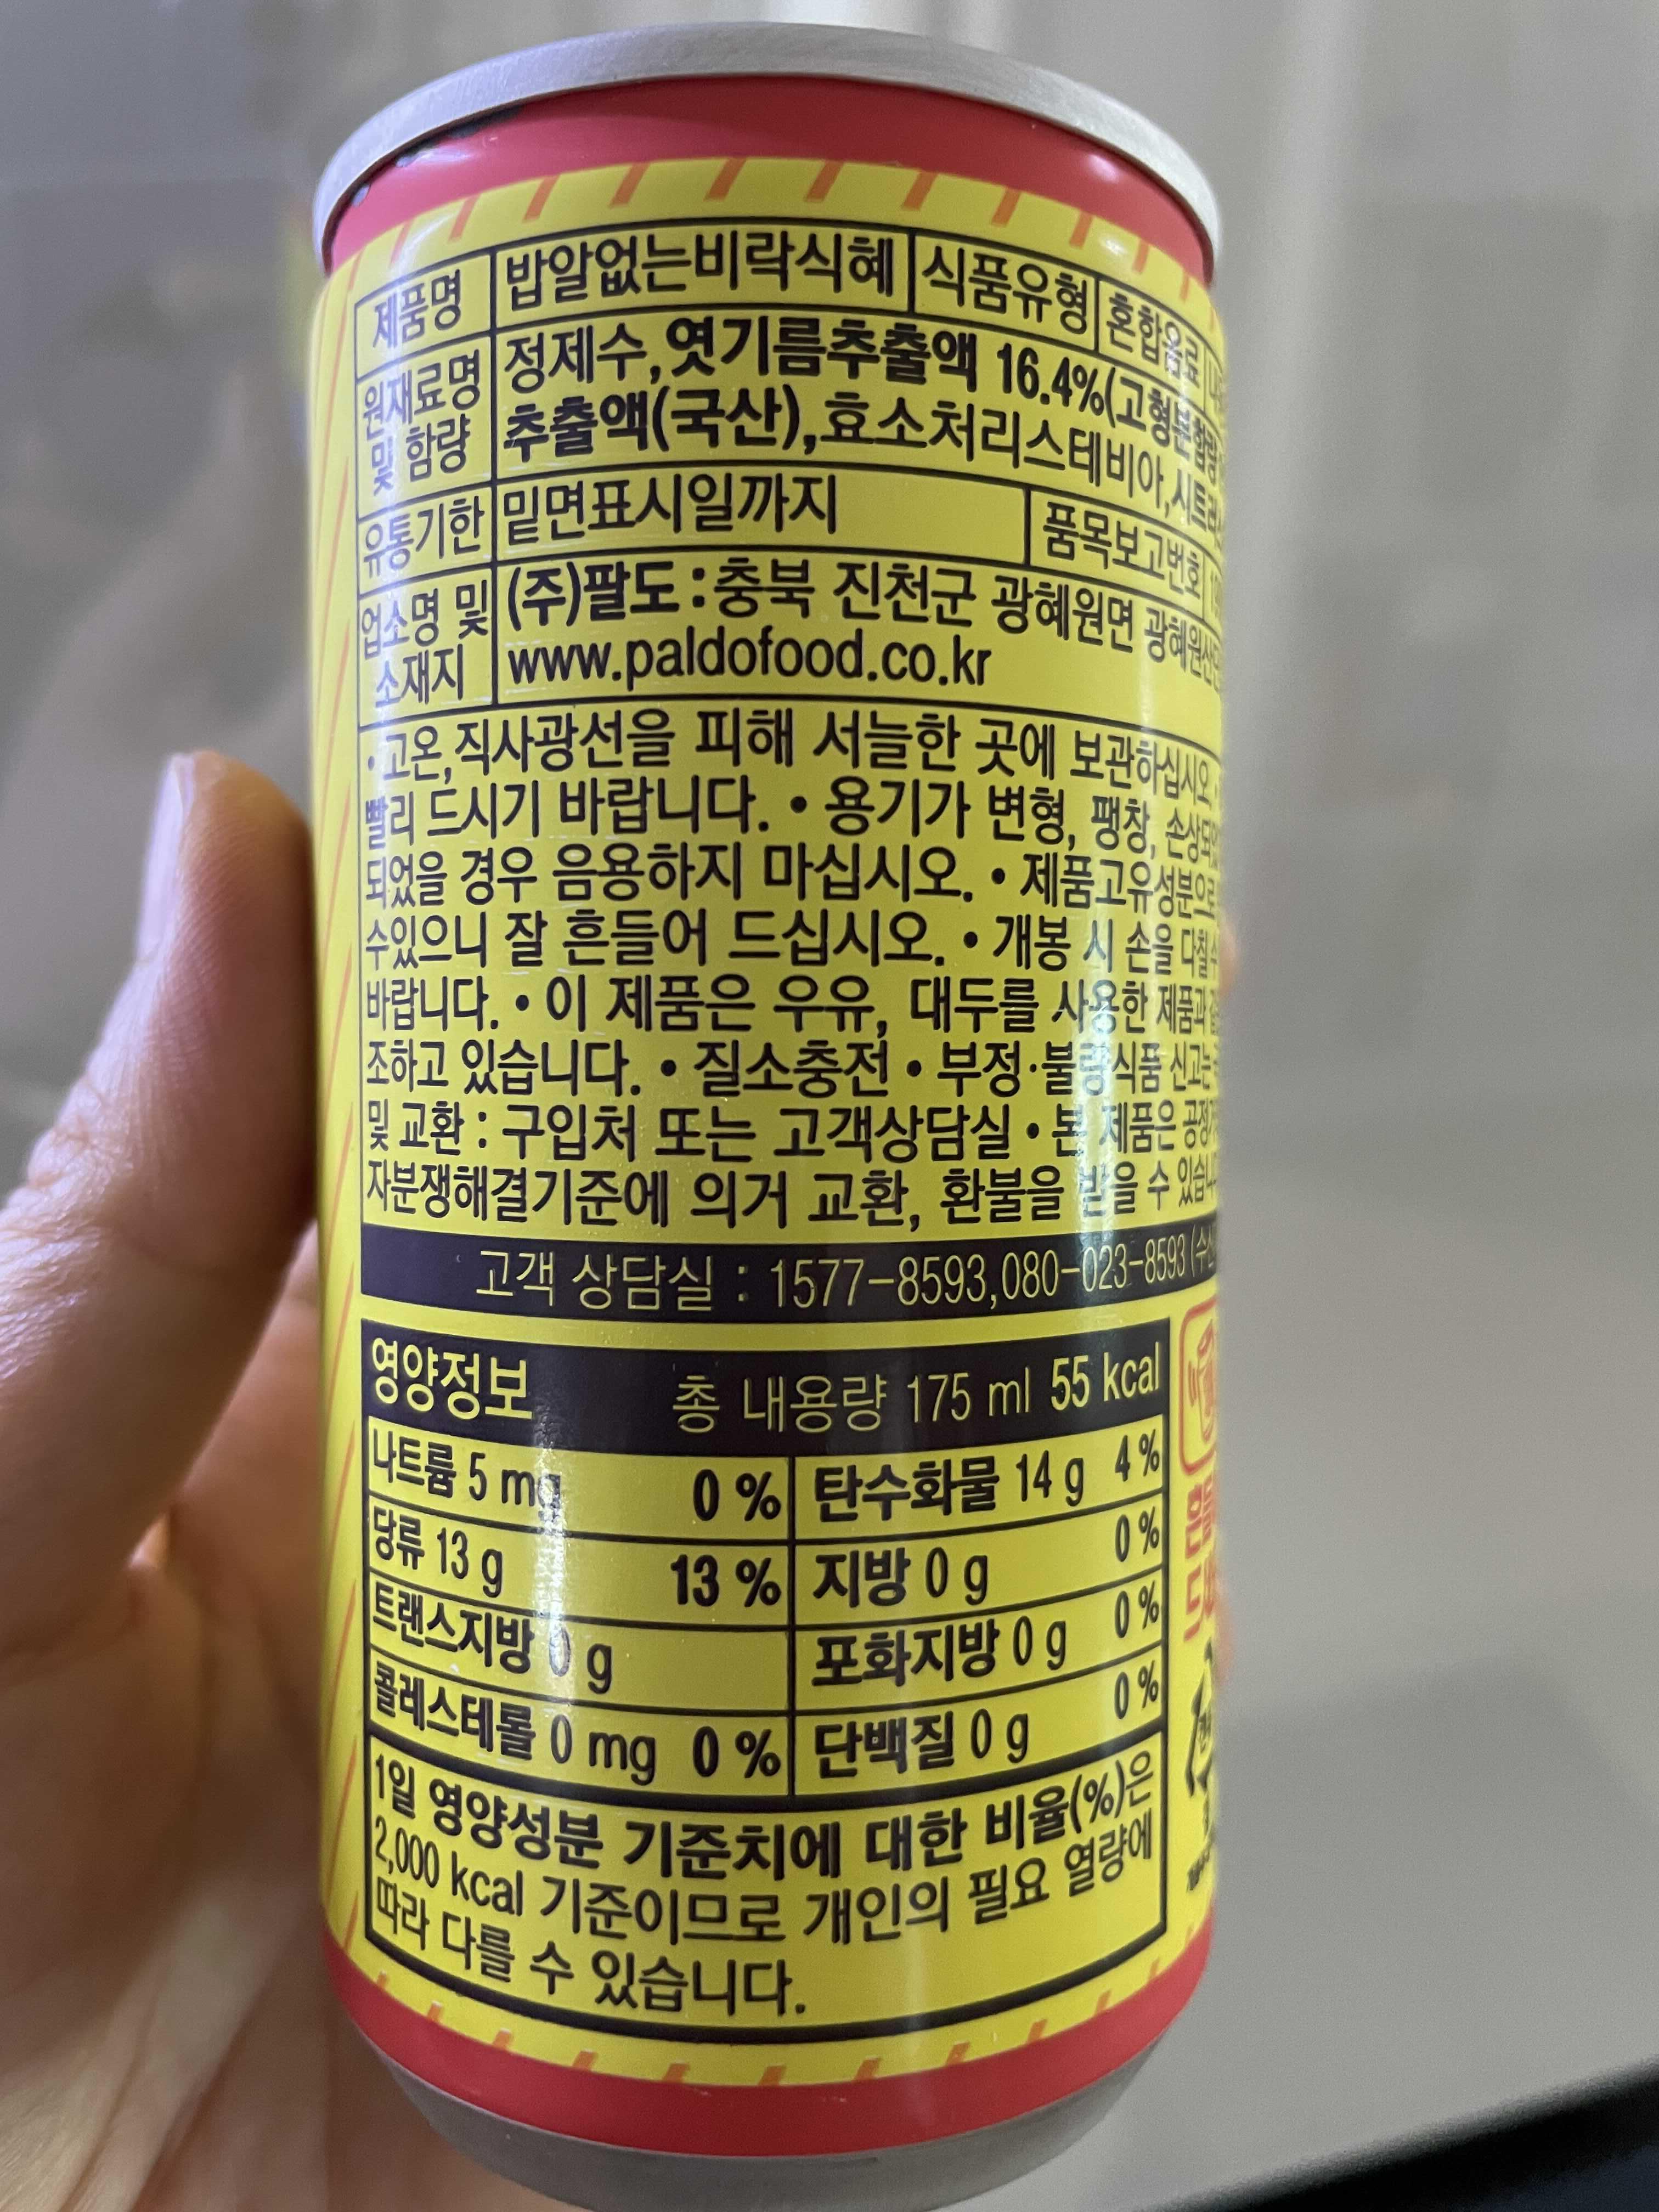 제품명 밥알없는비락식혜 식품유형 혼합음료
원재료명 및 함량 정제수,엿기름추출액 16.4%(고형분함량
추출액(국산),효소처리스테비아,시트러스
유통기한 밑면표시일까지 품목보고번호
업소명 및 소재지 (주)팔도:충북 진천군 광혜원면
www.paldofood.co.kr
• 고온,직사광선을 피해 서늘한 곳에 보관하십시오.
빨리 드시기 바랍니다. • 용기가 변형, 팽창,
되었을 경우 음용하지 마십시오. • 제품고유성분으로
수있으니 잘 흔들어 드십시오. • 개봉 시 손을 다칠
바랍니다. • 이 제품은 우유, 대두를 사용한 제품과
조하고 있습니다. • 질소충전 • 부정·불량식품 신고는
및 교환 : 구입처 또는 고객상담실 • 본 제품은
자분쟁해결기준에 의거 교환, 환불을 받을 수
고객 상담실 : 1577-8593,080-023-8593
영양정보 총 내용량 175 ml 55 kcal
나트륨 5 mg 0 % 탄수화물 14 g 4 %
당류 13 g 13 % 지방 0 g 0 %
트랜스지방 0 g 포화지방 0 g 0 %
콜레스테롤 0 mg 0 % 단백질 0 g 0 %
1일 영양성분 기준치에 대한 비율(%)은
2,000 kcal 기준이므로 개인의 필요 열량에
따라 다를 수 있습니다.